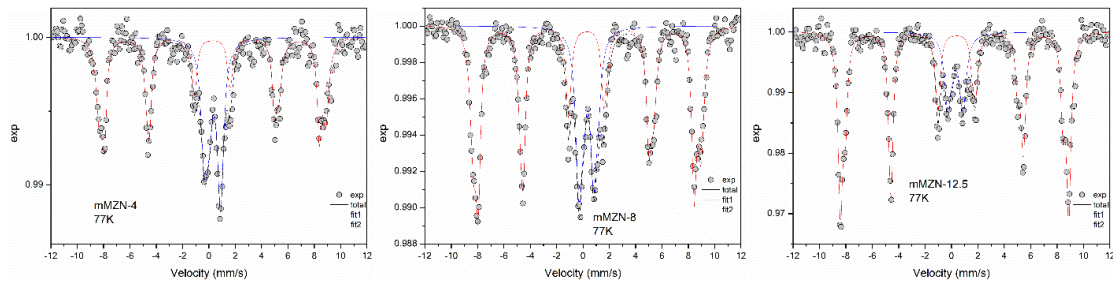 1.00
0.99
exp
mMZN-4
77K
exp
total
fit1
fit2
-12 -10 -8 -6 -4 -2 0 2 4 6 8 10 12
Velocity (mm/s)
1.000
0.998
0.996
0.994
0.992
0.990
0.988
exp
mMZN-8
77K
exp
total
fit1
fit2
-12 -10 -8 -6 -4 -2 0 2 4 6 8 10 12
Velocity (mm/s)
1.00
0.99
0.98
0.97
exp
mMZN-12.5
77K
exp
total
fit1
fit2
-12 -10 -8 -6 -4 -2 0 2 4 6 8 10 12
Velocity (mm/s)